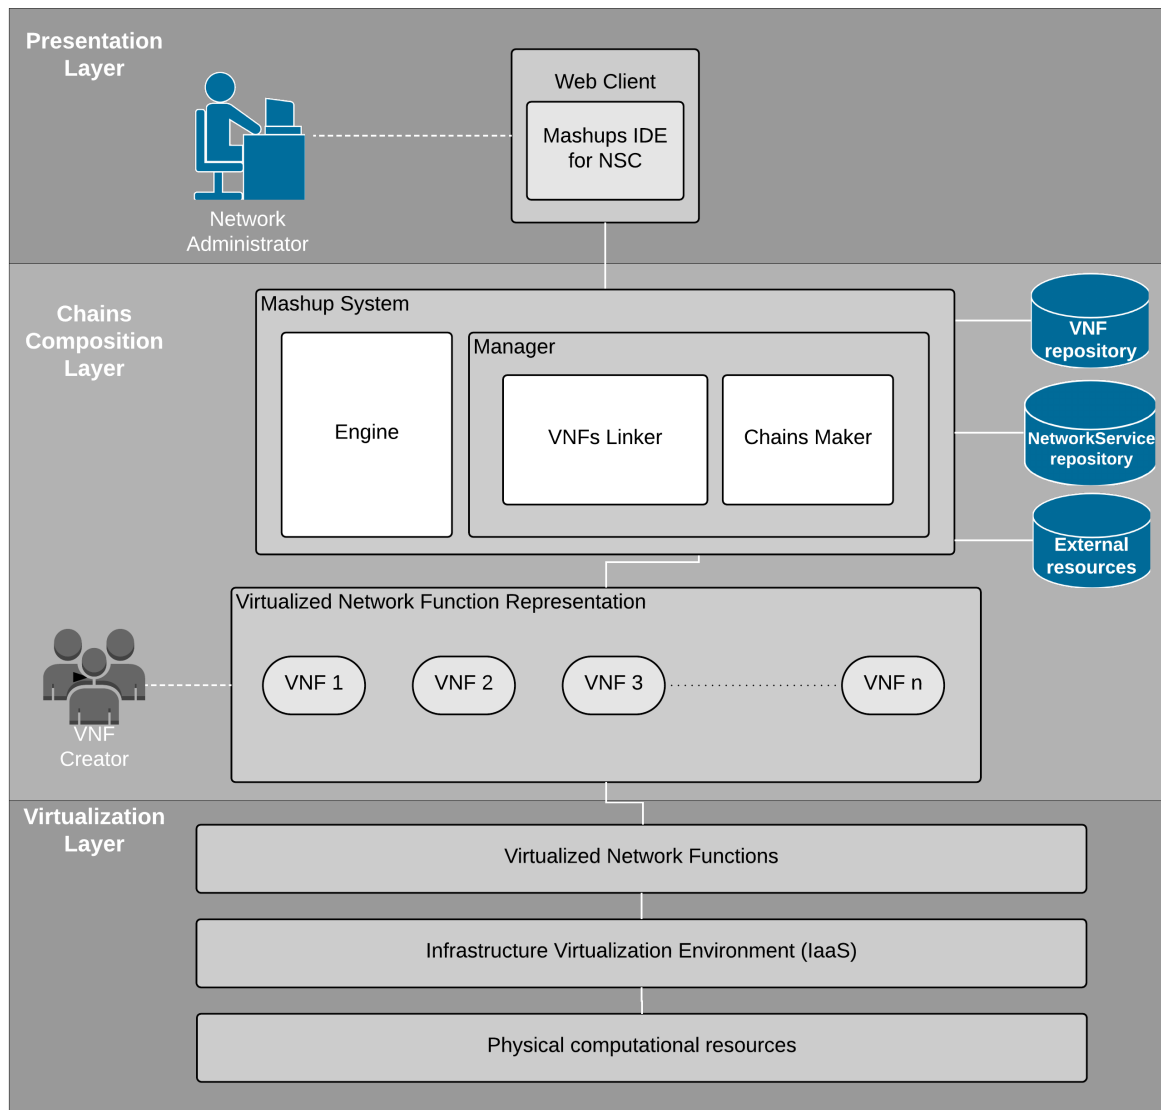 Presentation
Layer
Web Client
Mashups IDE
for NSC
Network
Administrator
Chains
Composition
Layer
Mashup System
Engine
Manager
VNFs Linker
Chains Maker
VNF
repository
NetworkService
repository
External
resources
Virtualized Network Function Representation
VNF 1
VNF 2
VNF 3
VNF n
VNF
Creator
Virtualization
Layer
Virtualized Network Functions
Infrastructure Virtualization Environment (IaaS)
Physical computational resources